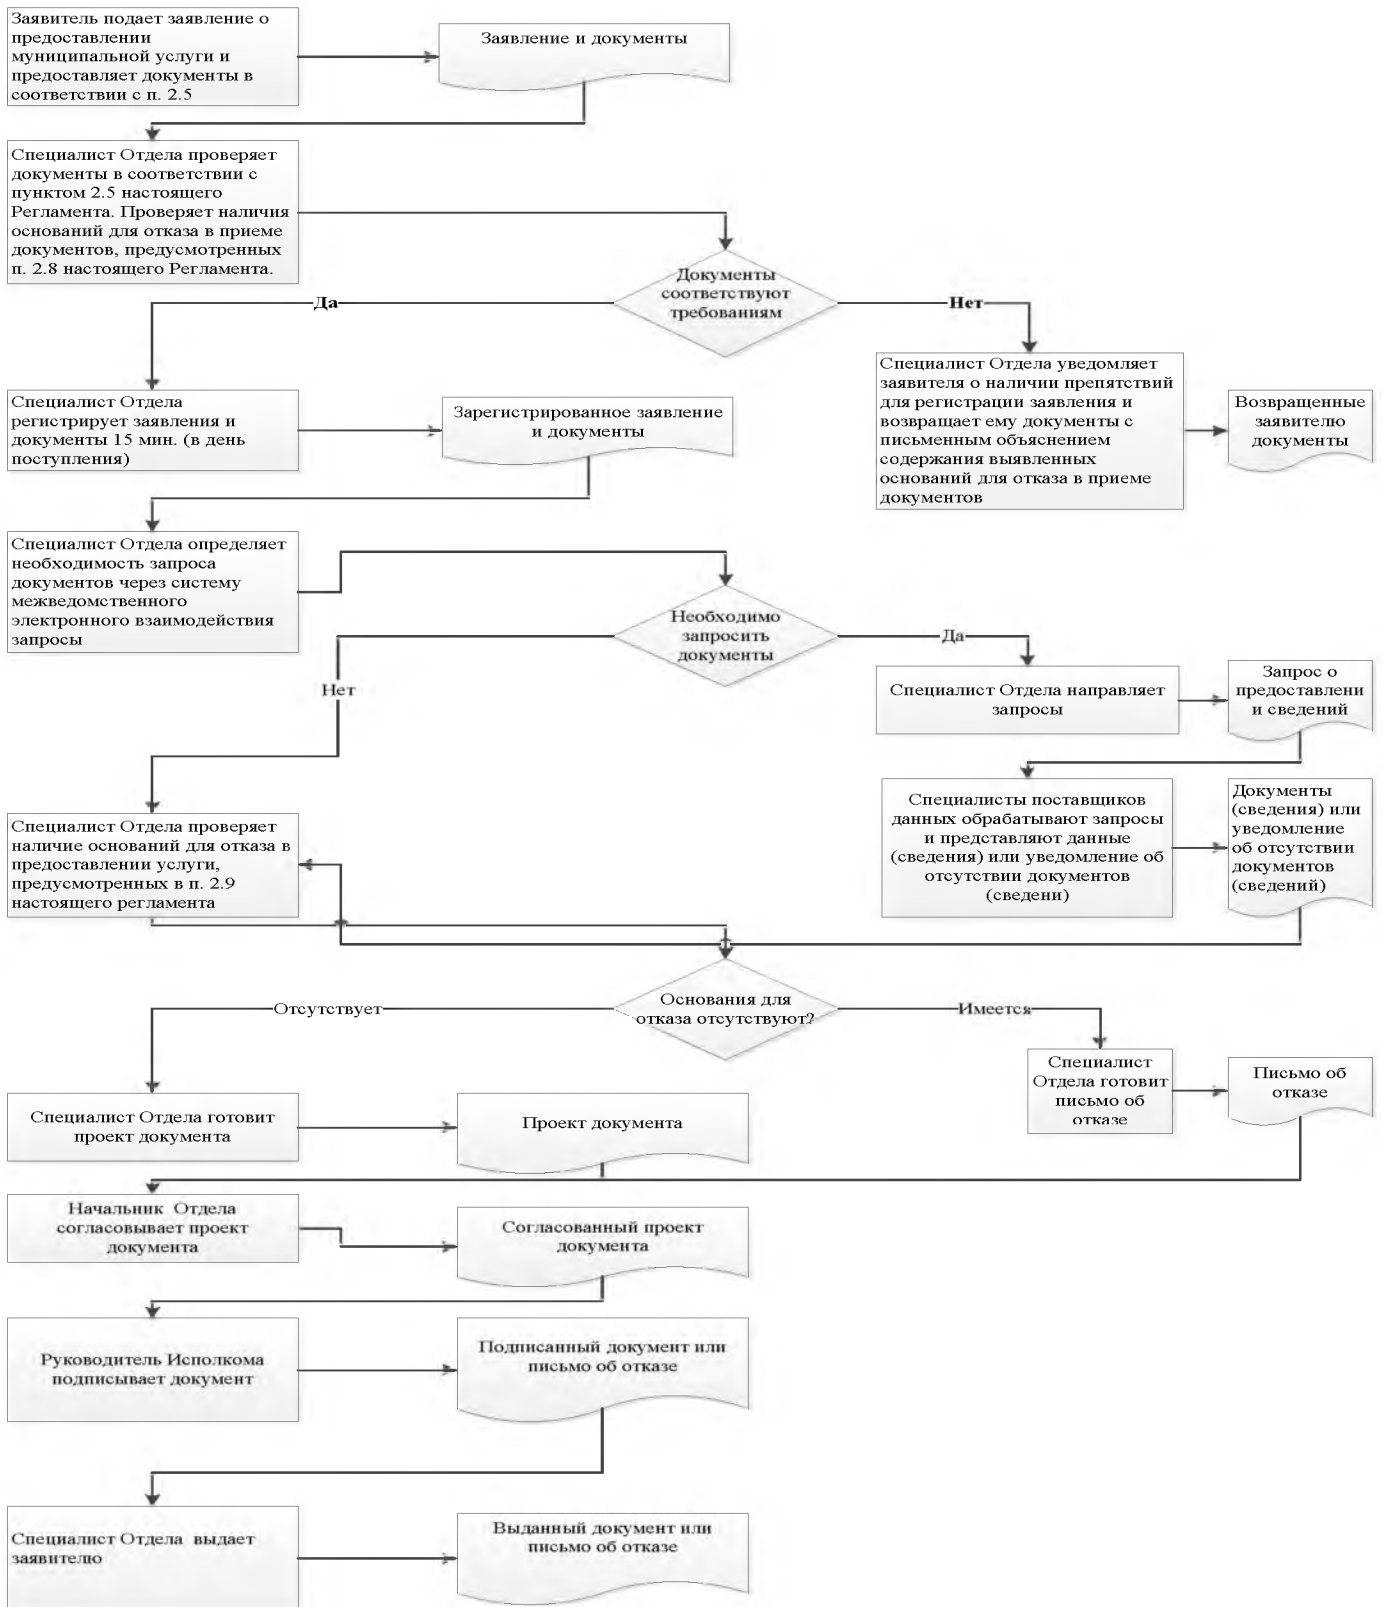 Заявитель подает заявление о
предоставлении
муниципальной услуги и
предоставляет документы в
соответствии с п. 2.5
Заявление и документы
Специалист Отдела проверяет
документы в соответствии с
пунктом 2.5 настоящего
Регламента. Проверяет наличия
оснований для отказа в приеме
документов, предусмотренных
п. 2.8 настоящего Регламента.
Документы
соответствуют
требованиям
Да
Нет
Специалист Отдела уведомляет
заявителя о наличии препятствий
для регистрации заявления и
возвращает ему документы с
письменным объяснением
содержания выявленных
оснований для отказа в приеме
документов
Возвращенные
заявителю
документы
Специалист Отдела
регистрирует заявления и
документы 15 мин. (в день
поступления)
Зарегистрированное заявление
и документы
Специалист Отдела определяет
необходимость запроса
документов через систему
межведомственного
электронного взаимодействия
запросы
Необходимо
запросить
документы
Да
Нет
Специалист Отдела направляет
запросы
Запрос о
предоставлени
и сведений
Специалисты поставщиков
данных обрабатывают запросы
и представляют данные
(сведения) или уведомление об
отсутствии документов
(сведени)
Документы
(сведения) или
уведомление
об отсутствии
документов
(сведений)
Специалист Отдела проверяет
наличие оснований для отказа в
предоставлении услуги,
предусмотренных в п. 2.9
настоящего регламента
Основания для
отказа отсутствуют?
Отсутствует
Имеется
Специалист
Отдела готовит
письмо об
отказе
Письмо об
отказе
Специалист Отдела готовит
проект документа
Проект документа
Начальник Отдела
согласовывает проект
документа
Согласованный проект
документа
Руководитель Исполкома
подписывает документ
Подписанный документ или
письмо об отказе
Специалист Отдела выдает
заявителю
Выданный документ или
письмо об отказе